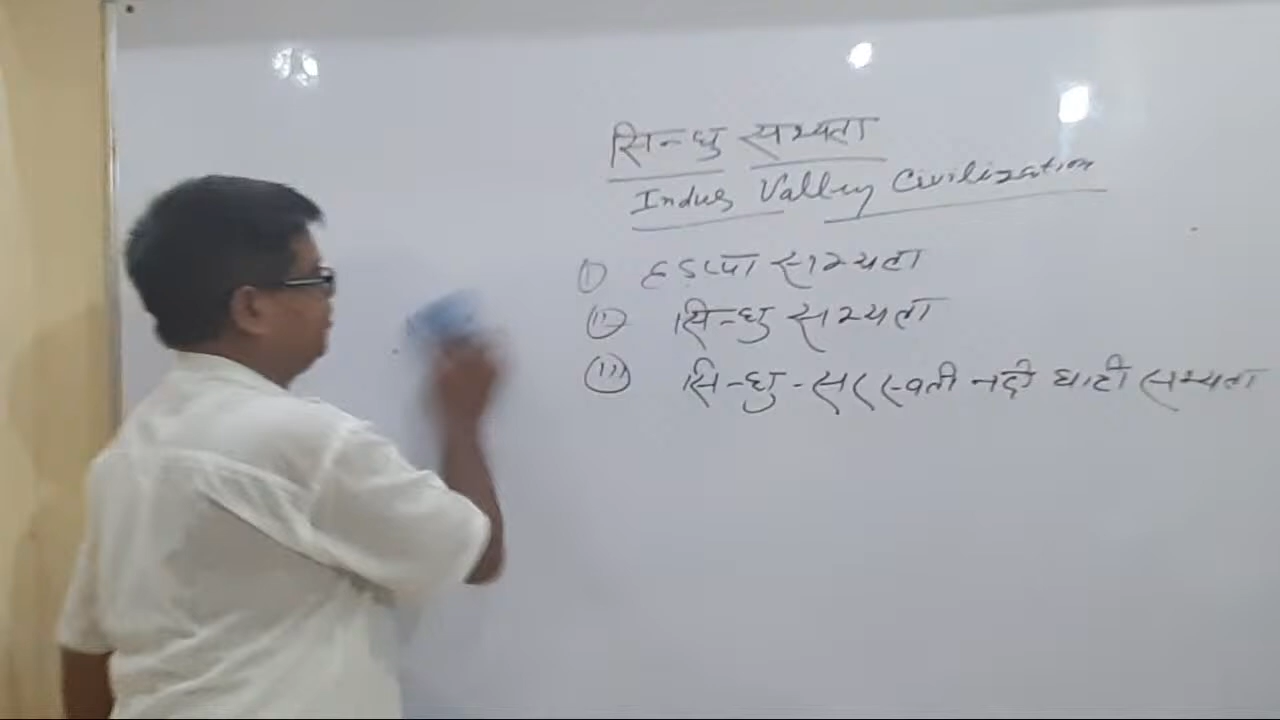 सिन्धु सभ्यता
Indus Valley Civilization
(i) हड़प्पा सभ्यता
(ii) सिन्धु सभ्यता
(iii) सिन्धु-सरस्वती नदी घाटी सभ्यता